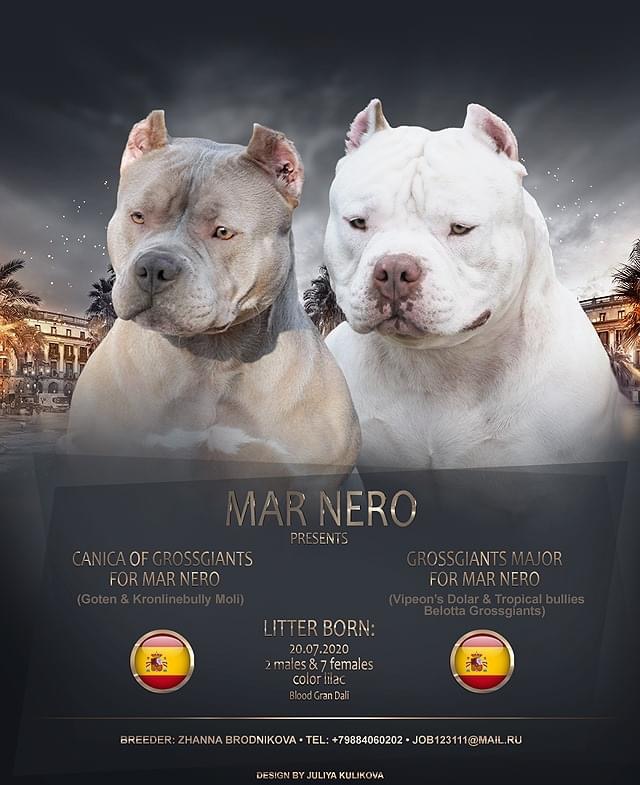 MAR NERO
PRESENTS
CANICA OF GROSSGIANTS
FOR MAR NERO
(Goten & Kronlinebully Moli)
GROSSGIANTS MAJOR
FOR MAR NERO
(Vipeon's Dolar & Tropical bullies
Belotta Grossgiants)
LITTER BORN:
20.07.2020
2 males & 7 females
color lilac
Blood Gran Dali
BREEDER: ZHANNA BRODNIKOVA • TEL: +79884060202 • JOB123111@MAIL.RU
DESIGN BY JULIYA KULIKOVA